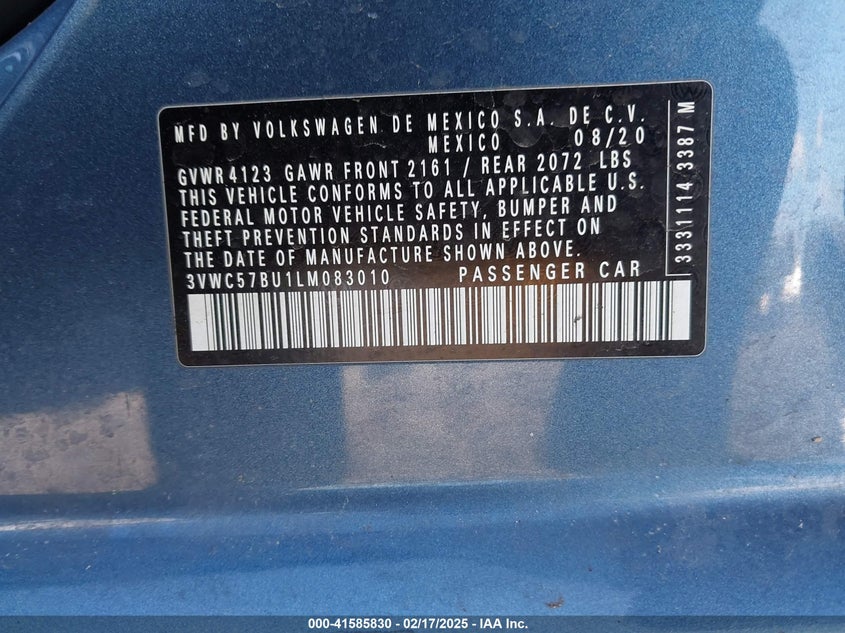 MFD BY VOLKSWAGEN DE MEXICO S.A. DE C.V.
MEXICO 08/20
GVWR 4123 GAWR FRONT 2161 / REAR 2072 LBS
THIS VEHICLE CONFORMS TO ALL APPLICABLE U.S.
FEDERAL MOTOR VEHICLE SAFETY, BUMPER AND
THEFT PREVENTION STANDARDS IN EFFECT ON
THE DATE OF MANUFACTURE SHOWN ABOVE.
3VWC57BU1LM083010 PASSENGER CAR
3331114 3387 M
000-41585830 - 02/17/2025 - IAA Inc.